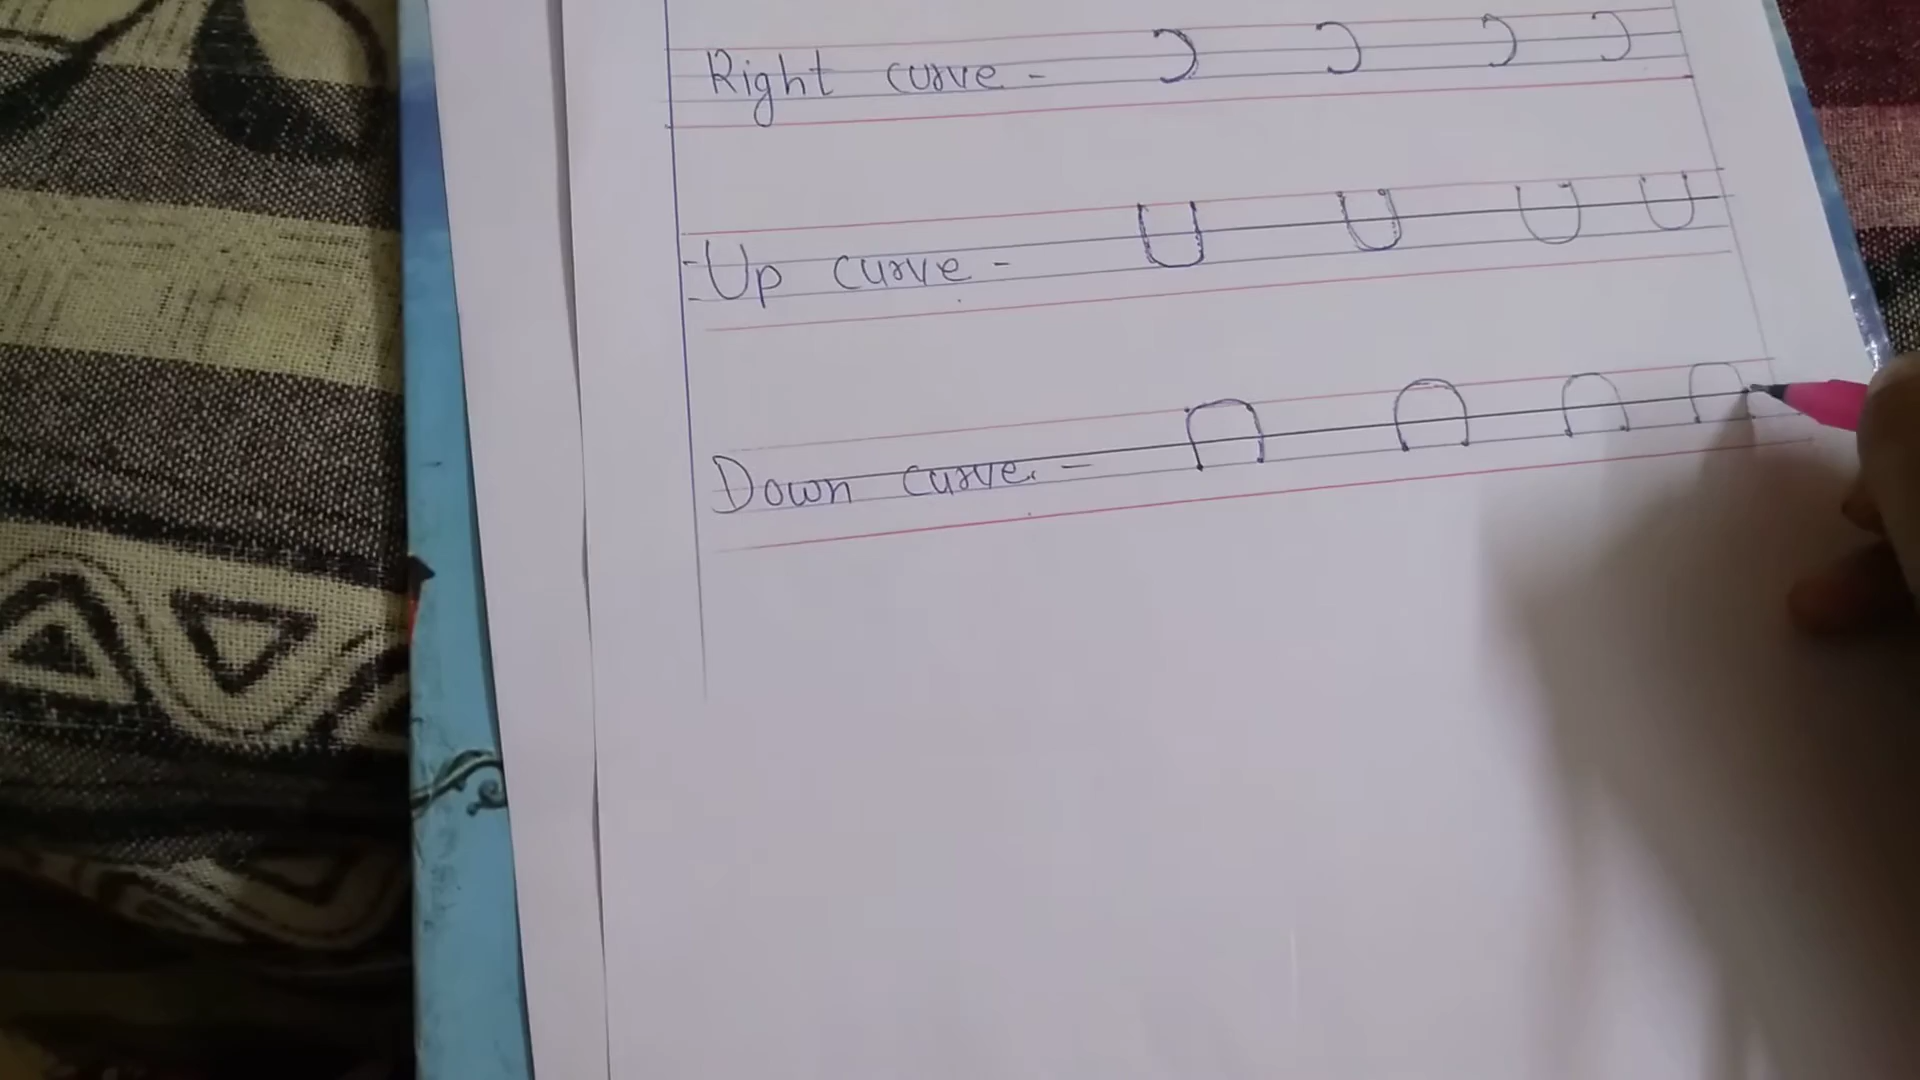 Right curve - Ɔ Ɔ Ɔ Ɔ
Up curve - U U U U
Down curve. - ∩ ∩ ∩ ∩